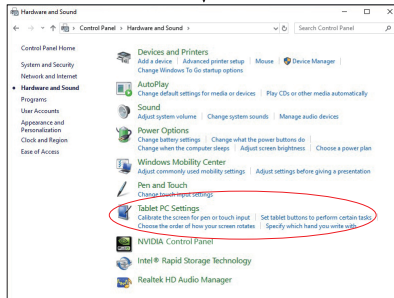 Hardware and Sound
Control Panel > Hardware and Sound >
Search Control Panel
Control Panel Home
System and Security
Network and Internet
Hardware and Sound
Programs
User Accounts
Appearance and
Personalization
Clock and Region
Ease of Access
Devices and Printers
Add a device | Advanced printer setup | Mouse | Device Manager |
Change Windows To Go startup options
AutoPlay
Change default settings for media or devices | Play CDs or other media automatically
Sound
Adjust system volume | Change system sounds | Manage audio devices
Power Options
Change battery settings | Change what the power buttons do |
Change when the computer sleeps | Adjust screen brightness | Choose a power plan
Windows Mobility Center
Adjust commonly used mobility settings | Adjust settings before giving a presentation
Pen and Touch
Change touch input settings
Tablet PC Settings
Calibrate the screen for pen or touch input | Set tablet buttons to perform certain tasks
Choose the order of how your screen rotates | Specify which hand you write with
NVIDIA Control Panel
Intel® Rapid Storage Technology
Realtek HD Audio Manager